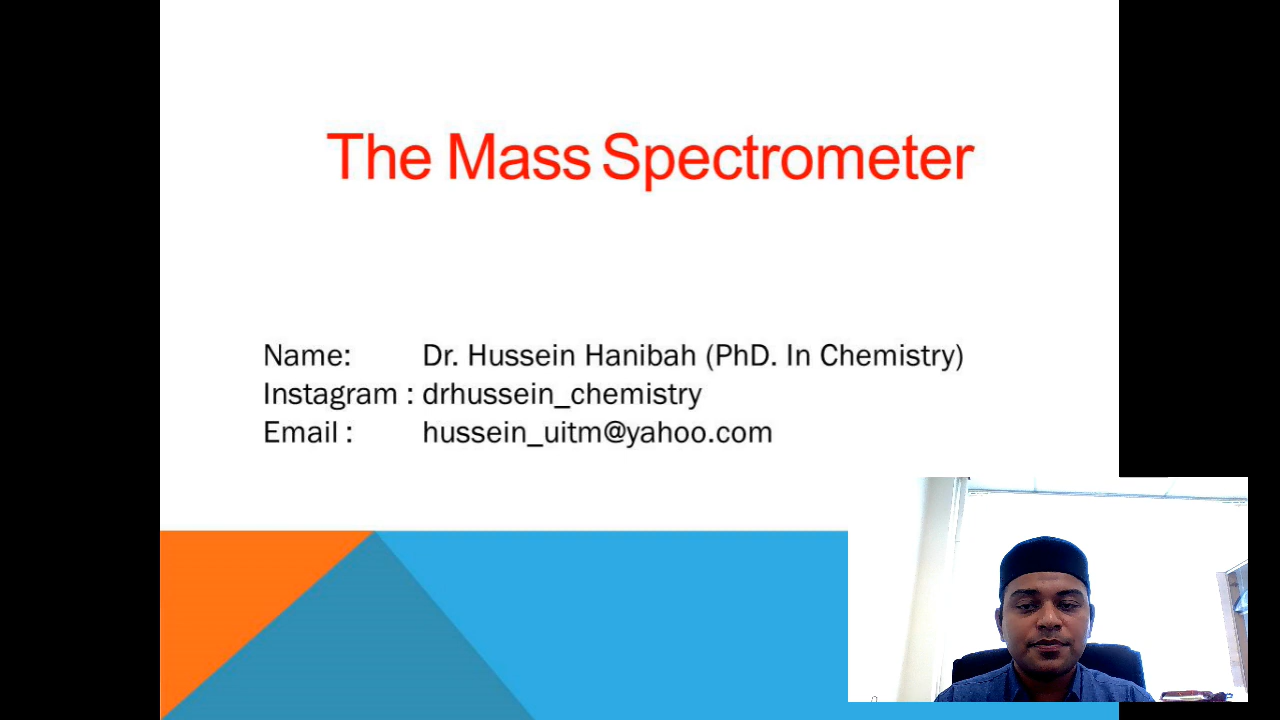 The Mass Spectrometer
Name: Dr. Hussein Hanibah (PhD. In Chemistry)
Instagram : drhussein_chemistry
Email : hussein_uitm@yahoo.com